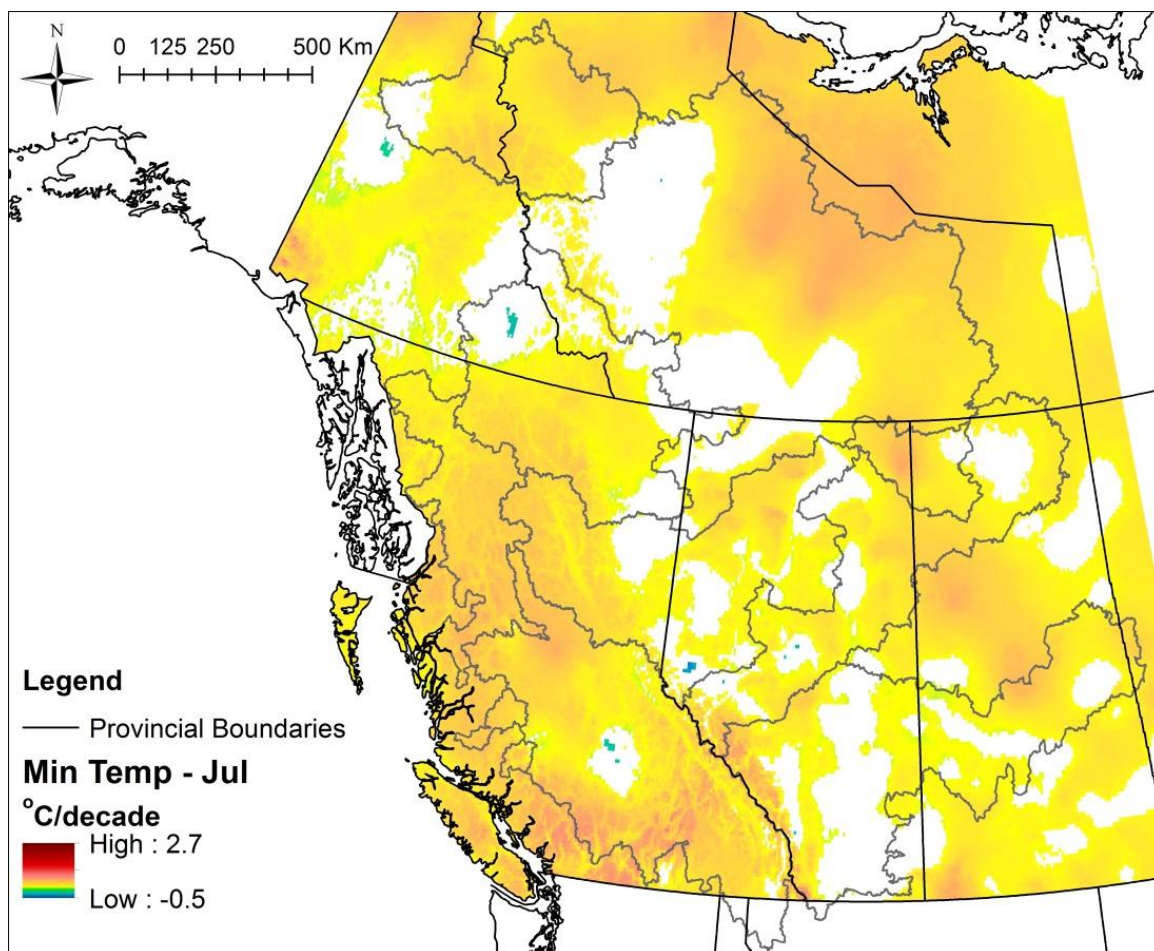 N
0 125 250 500 Km
Legend
Provincial Boundaries
Min Temp - Jul
°C/decade
High : 2.7
Low : -0.5